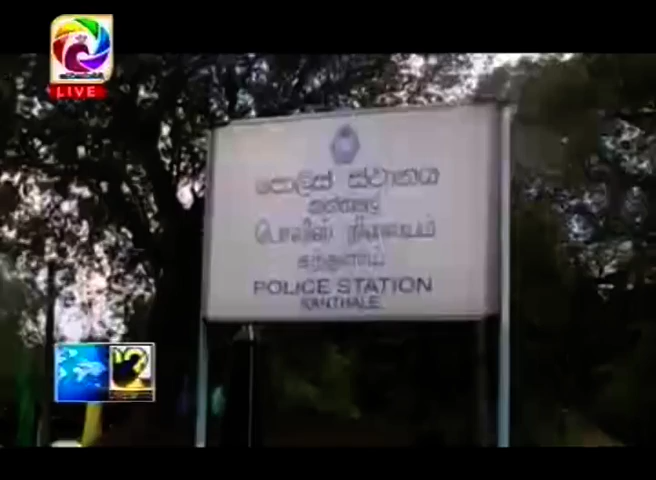 LIVE
පොලිස් ස්ථානය
කන්තලේ
பொலிஸ் நிலையம்
கந்தளாய்
POLICE STATION
KANTHALE